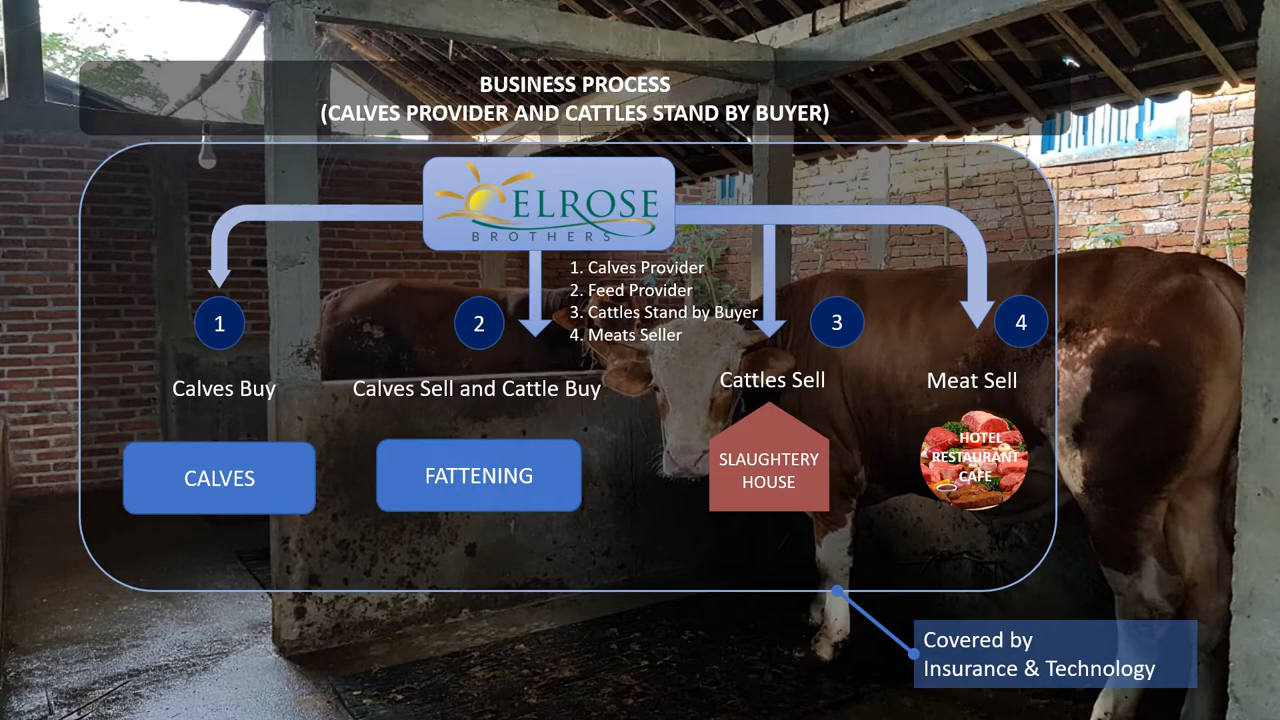 BUSINESS PROCESS
(CALVES PROVIDER AND CATTLES STAND BY BUYER)
ELROSE
BROTHERS
1. Calves Provider
2. Feed Provider
3. Cattles Stand by Buyer
4. Meats Seller
1
2
3
4
Calves Buy
Calves Sell and Cattle Buy
Cattles Sell
Meat Sell
CALVES
FATTENING
SLAUGHTERY
HOUSE
HOTEL
RESTAURANT
CAFE
Covered by
Insurance & Technology